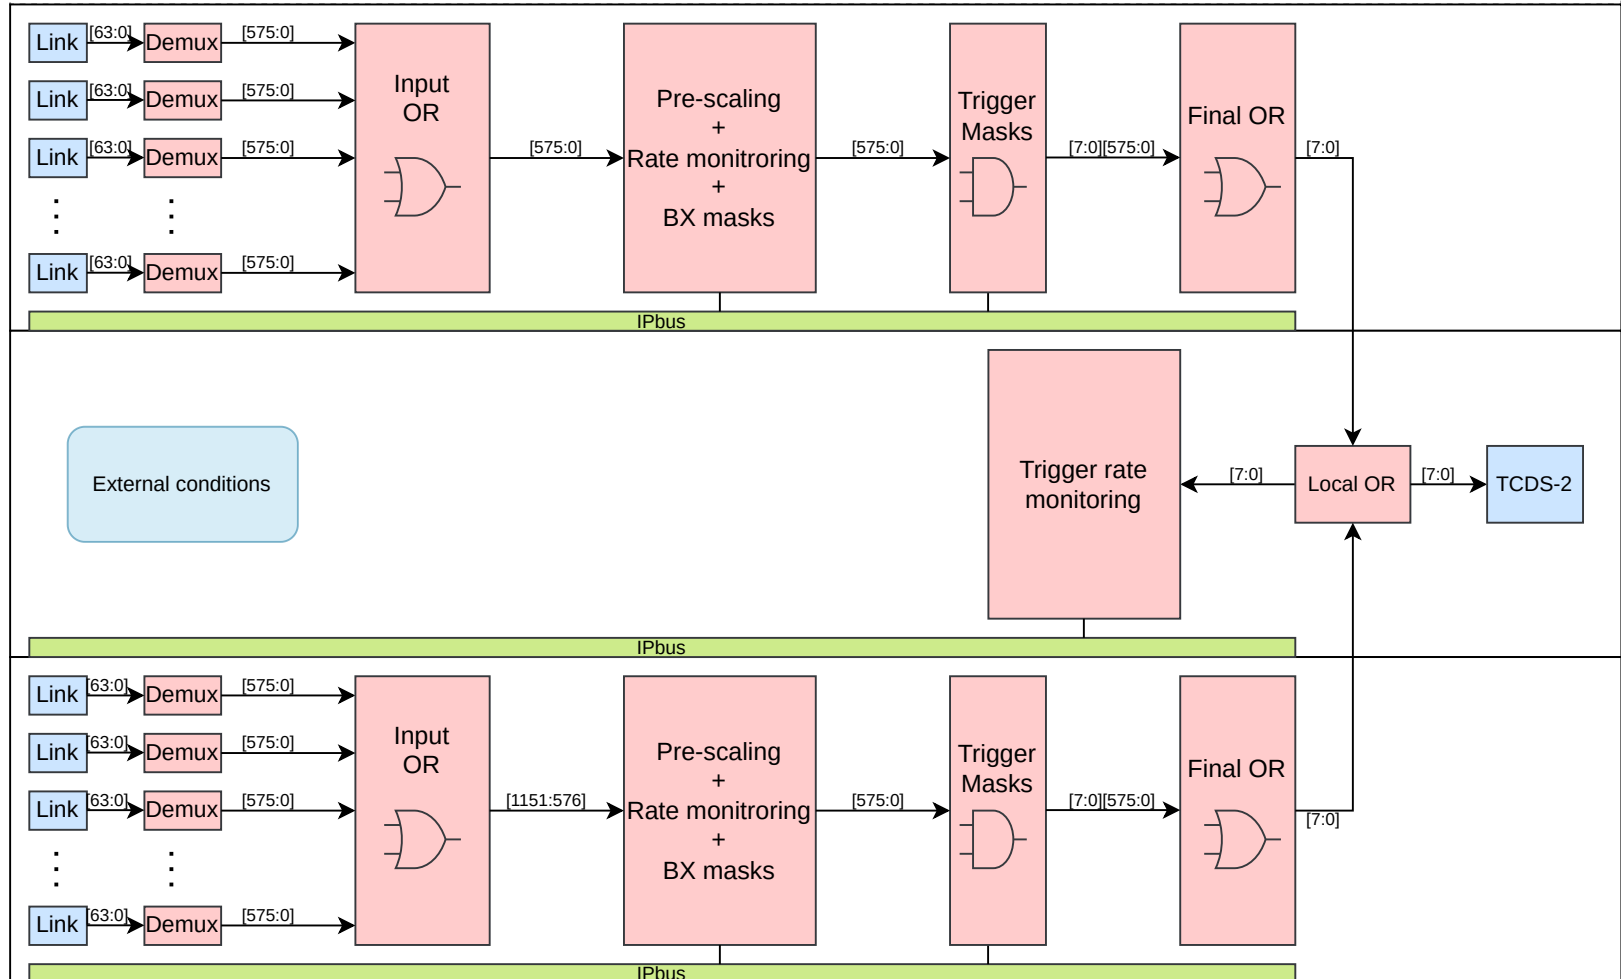 Link [63:0] Demux [575:0]
Link [63:0] Demux [575:0]
Link [63:0] Demux [575:0]
Link [63:0] Demux [575:0]
Input
OR
[575:0]
Pre-scaling
+
Rate monitroring
+
BX masks
[575:0]
Trigger
Masks
[7:0][575:0]
Final OR
[7:0]
IPbus
External conditions
Trigger rate
monitoring
[7:0]
Local OR
[7:0]
TCDS-2
IPbus
Link [63:0] Demux [575:0]
Link [63:0] Demux [575:0]
Link [63:0] Demux [575:0]
Link [63:0] Demux [575:0]
Input
OR
[1151:576]
Pre-scaling
+
Rate monitroring
+
BX masks
[575:0]
Trigger
Masks
[7:0][575:0]
Final OR
[7:0]
IPbus